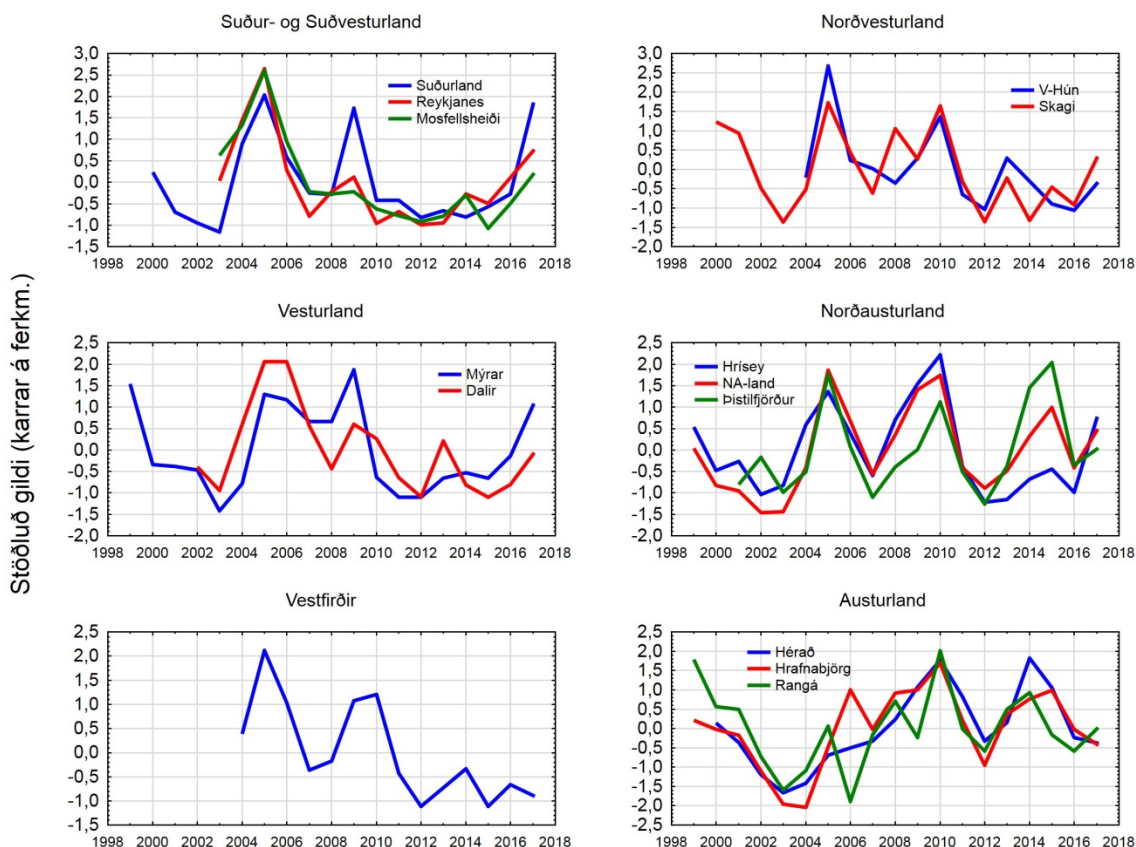 Stöðluð gildi (karrar á ferkm.)
Suður- og Suðvesturland
3,0
2,5
2,0
1,5
1,0
0,5
0,0
-0,5
-1,0
-1,5
Suðurland
Reykjanes
Mosfellsheiði
1998 2000 2002 2004 2006 2008 2010 2012 2014 2016 2018
Norðvesturland
3,0
2,5
2,0
1,5
1,0
0,5
0,0
-0,5
-1,0
-1,5
-2,0
V-Hún
Skagi
1998 2000 2002 2004 2006 2008 2010 2012 2014 2016 2018
Vesturland
2,5
2,0
1,5
1,0
0,5
0,0
-0,5
-1,0
-1,5
-2,0
Mýrar
Dalir
1998 2000 2002 2004 2006 2008 2010 2012 2014 2016 2018
Norðausturland
2,5
2,0
1,5
1,0
0,5
0,0
-0,5
-1,0
-1,5
-2,0
Hrísey
NA-land
Þistilfjörður
1998 2000 2002 2004 2006 2008 2010 2012 2014 2016 2018
Vestfirðir
2,5
2,0
1,5
1,0
0,5
0,0
-0,5
-1,0
-1,5
1998 2000 2002 2004 2006 2008 2010 2012 2014 2016 2018
Austurland
2,5
2,0
1,5
1,0
0,5
0,0
-0,5
-1,0
-1,5
-2,0
-2,5
Hérað
Hrafnabjörg
Rangá
1998 2000 2002 2004 2006 2008 2010 2012 2014 2016 2018